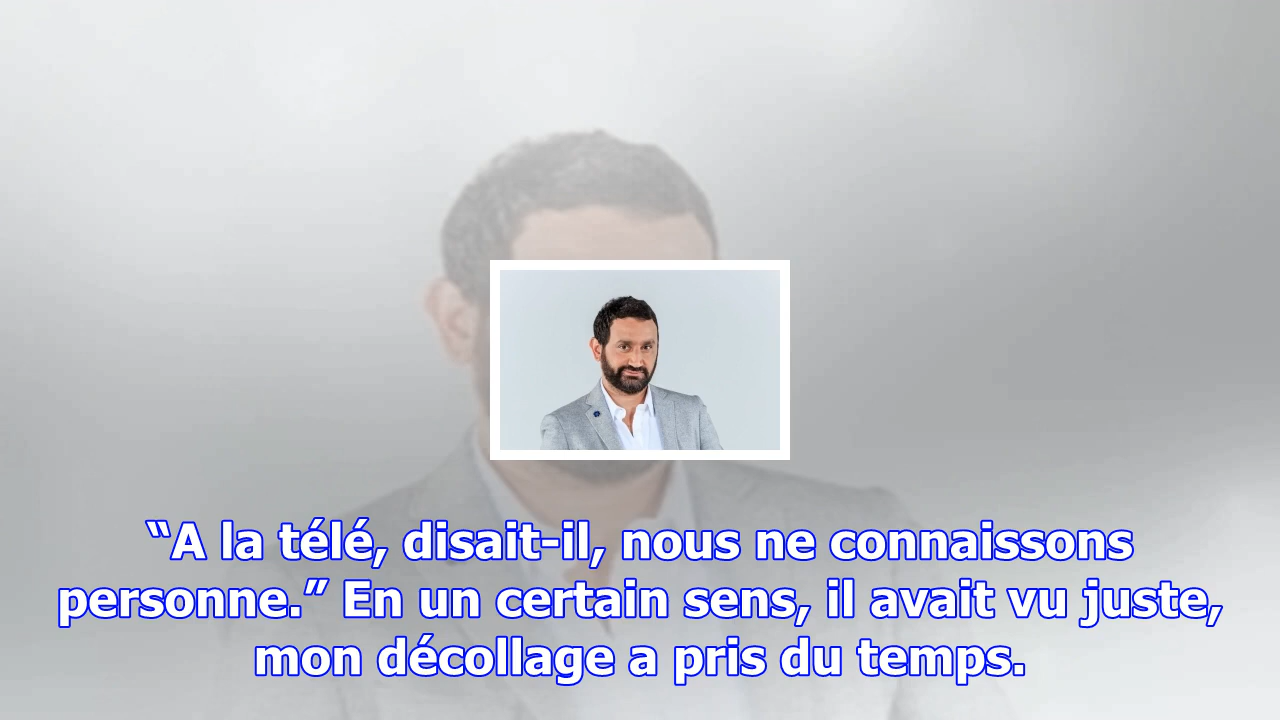 “A la télé, disait-il, nous ne connaissons
personne.” En un certain sens, il avait vu juste,
mon décollage a pris du temps.